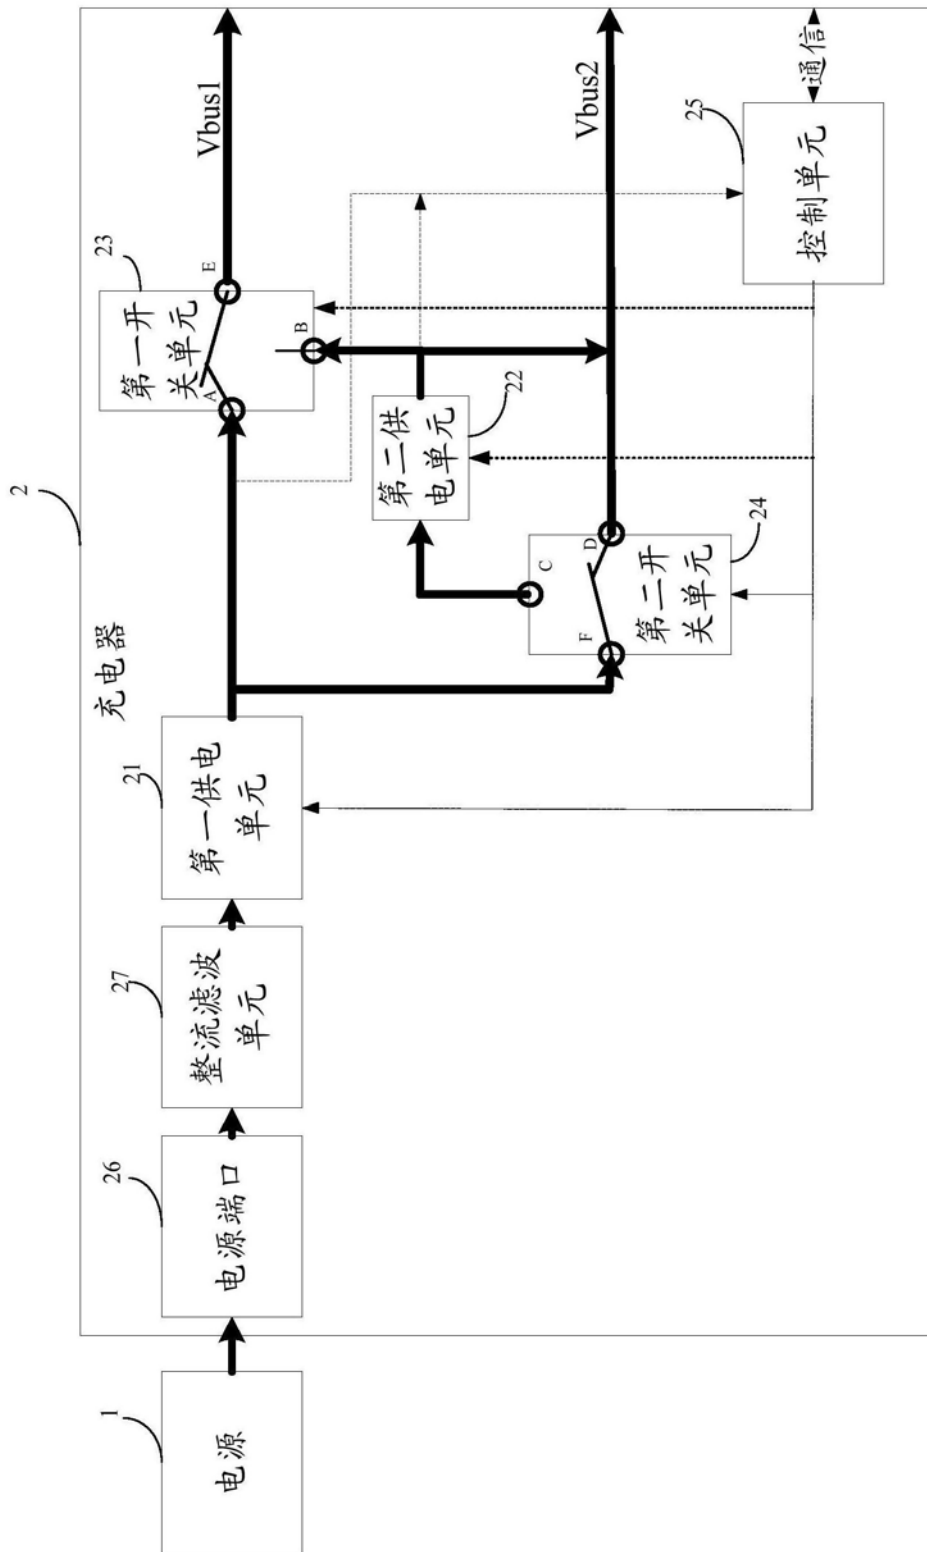 2
充电器
1
电源
26
电源端口
27
整流滤波
单元
21
第一供电
单元
23
第一开
关单元
A
B
E
Vbus1
22
第二供
电单元
24
第二开
关单元
C
D
F
Vbus2
25
控制单元
通信